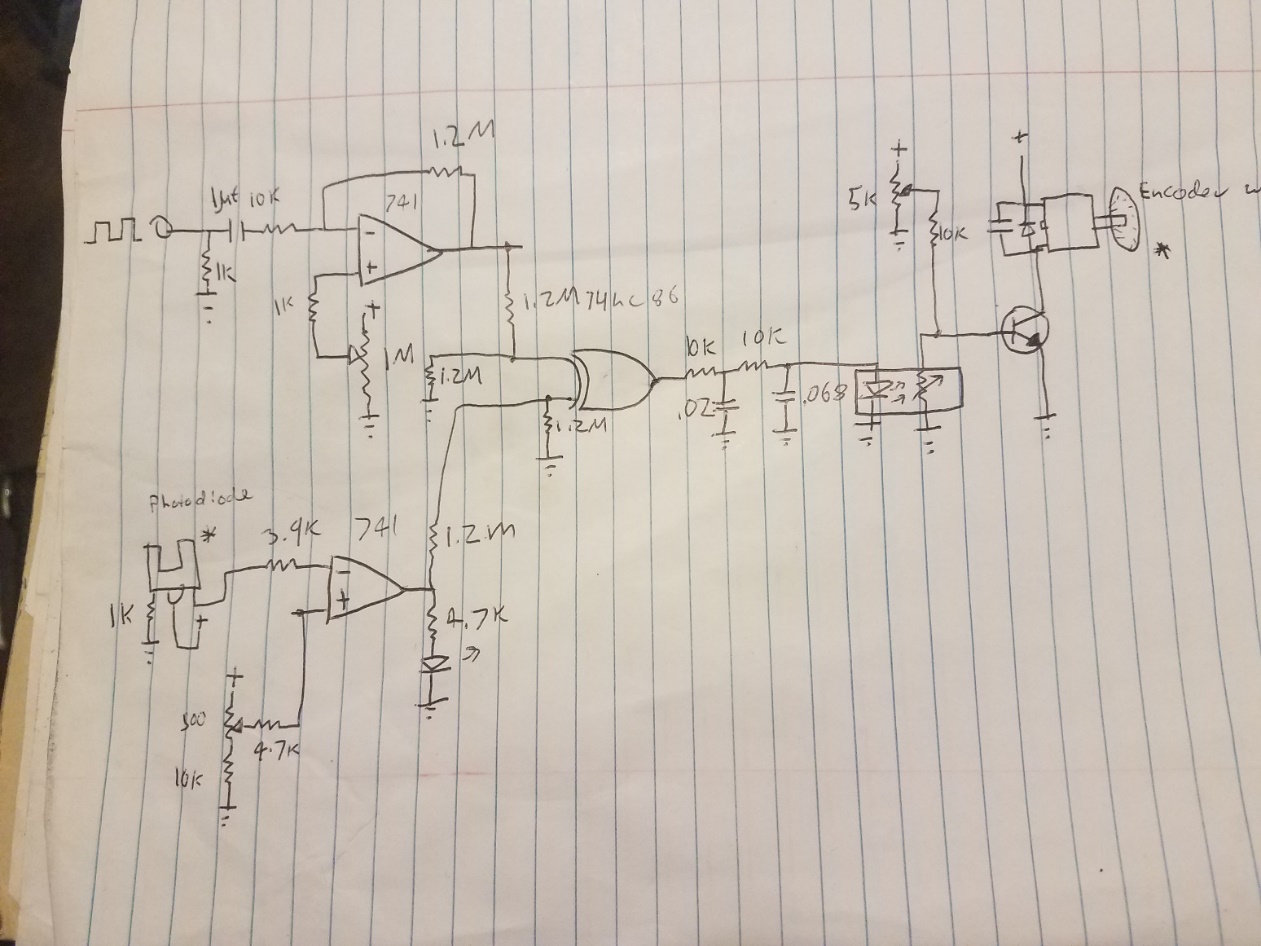 1.2M
1µf 10K
741
-
+
1K
1K
+
1M
1.2M
74hc86
1.2M
1.2M
10K
10K
.02
.068
+
5K
10K
+
Encoder w
*
Photodiode
*
3.9K
741
-
+
1K
+
1.2M
4.7K
+
500
4.7K
10K